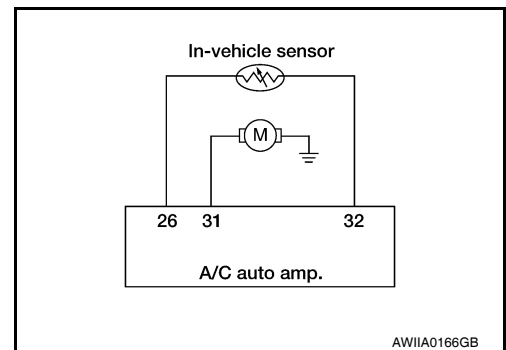 In-vehicle sensor
M
26 31 32
A/C auto amp.
AWIIA0166GB